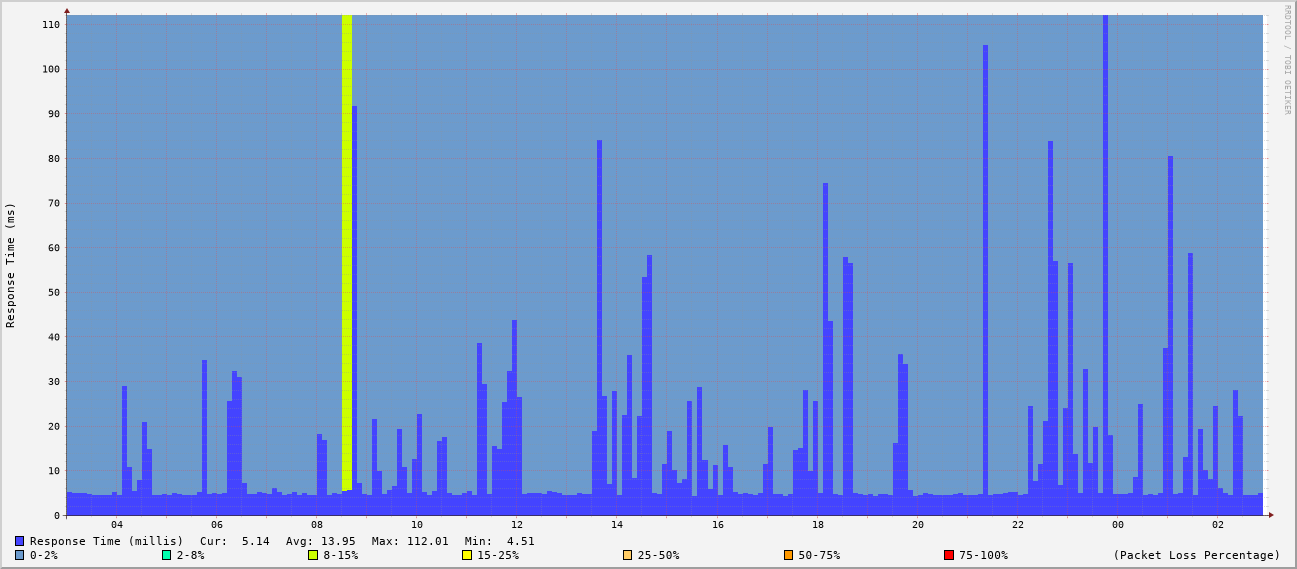 RRDTOOL / TOBI OETIKER
Response Time (ms)
110
100
90
80
70
60
50
40
30
20
10
0
04 06 08 10 12 14 16 18 20 22 00 02
Response Time (millis) Cur: 5.14 Avg: 13.95 Max: 112.01 Min: 4.51
0-2% 2-8% 8-15% 15-25% 25-50% 50-75% 75-100% (Packet Loss Percentage)